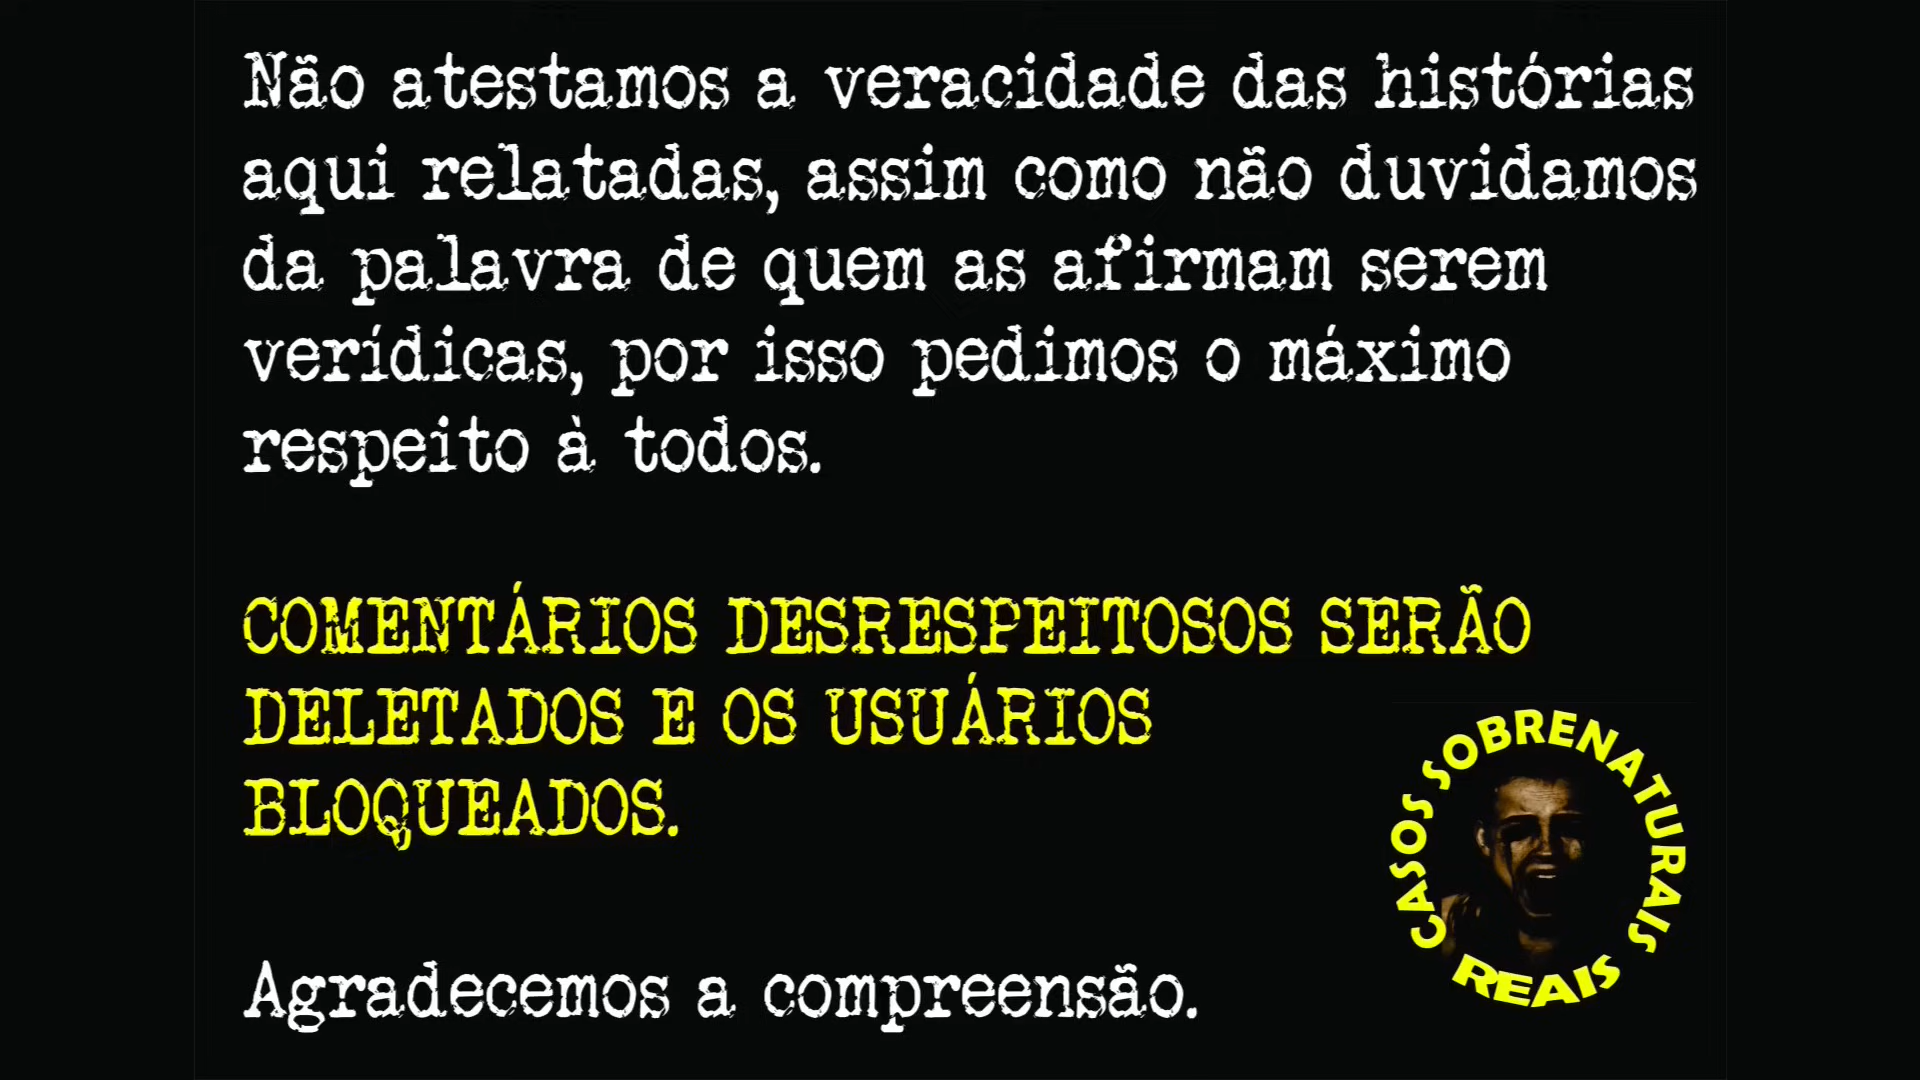 Não atestamos a veracidade das histórias
aqui relatadas, assim como não duvidamos
da palavra de quem as afirmam serem
verídicas, por isso pedimos o máximo
respeito à todos.
COMENTÁRIOS DESRESPEITOSOS SERÃO
DELETADOS E OS USUÁRIOS
BLOQUEADOS.
Agradecemos a compreensão.
CASOS SOBRENATURAIS
REAIS